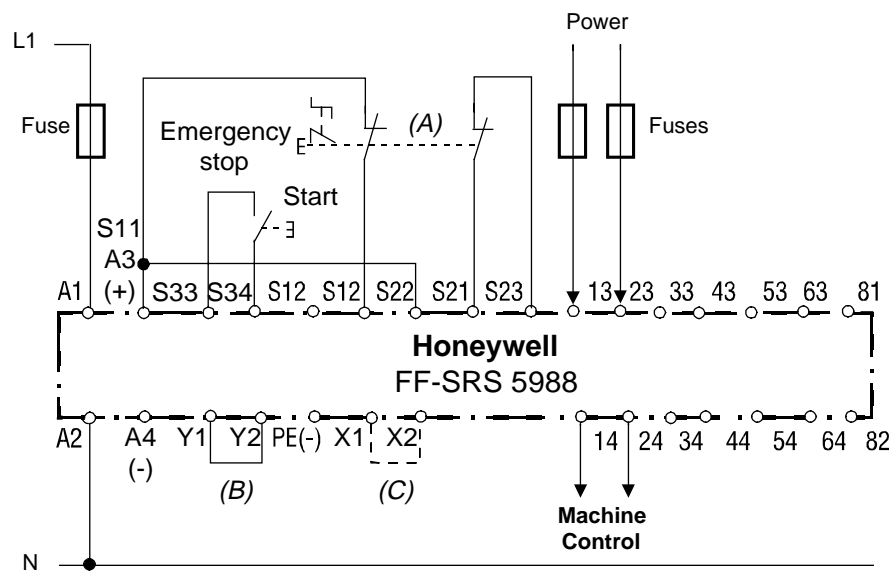 Power
L1
Fuse
Emergency
stop
(A)
Fuses
Start
S11
A3
(+)
A1 S33 S34 S12 S12 S22 S21 S23 13 23 33 43 53 63 81
Honeywell
FF-SRS 5988
A2 A4 Y1 Y2 PE(-) X1 X2 14 24 34 44 54 64 82
(-)
(B)
(C)
Machine
Control
N